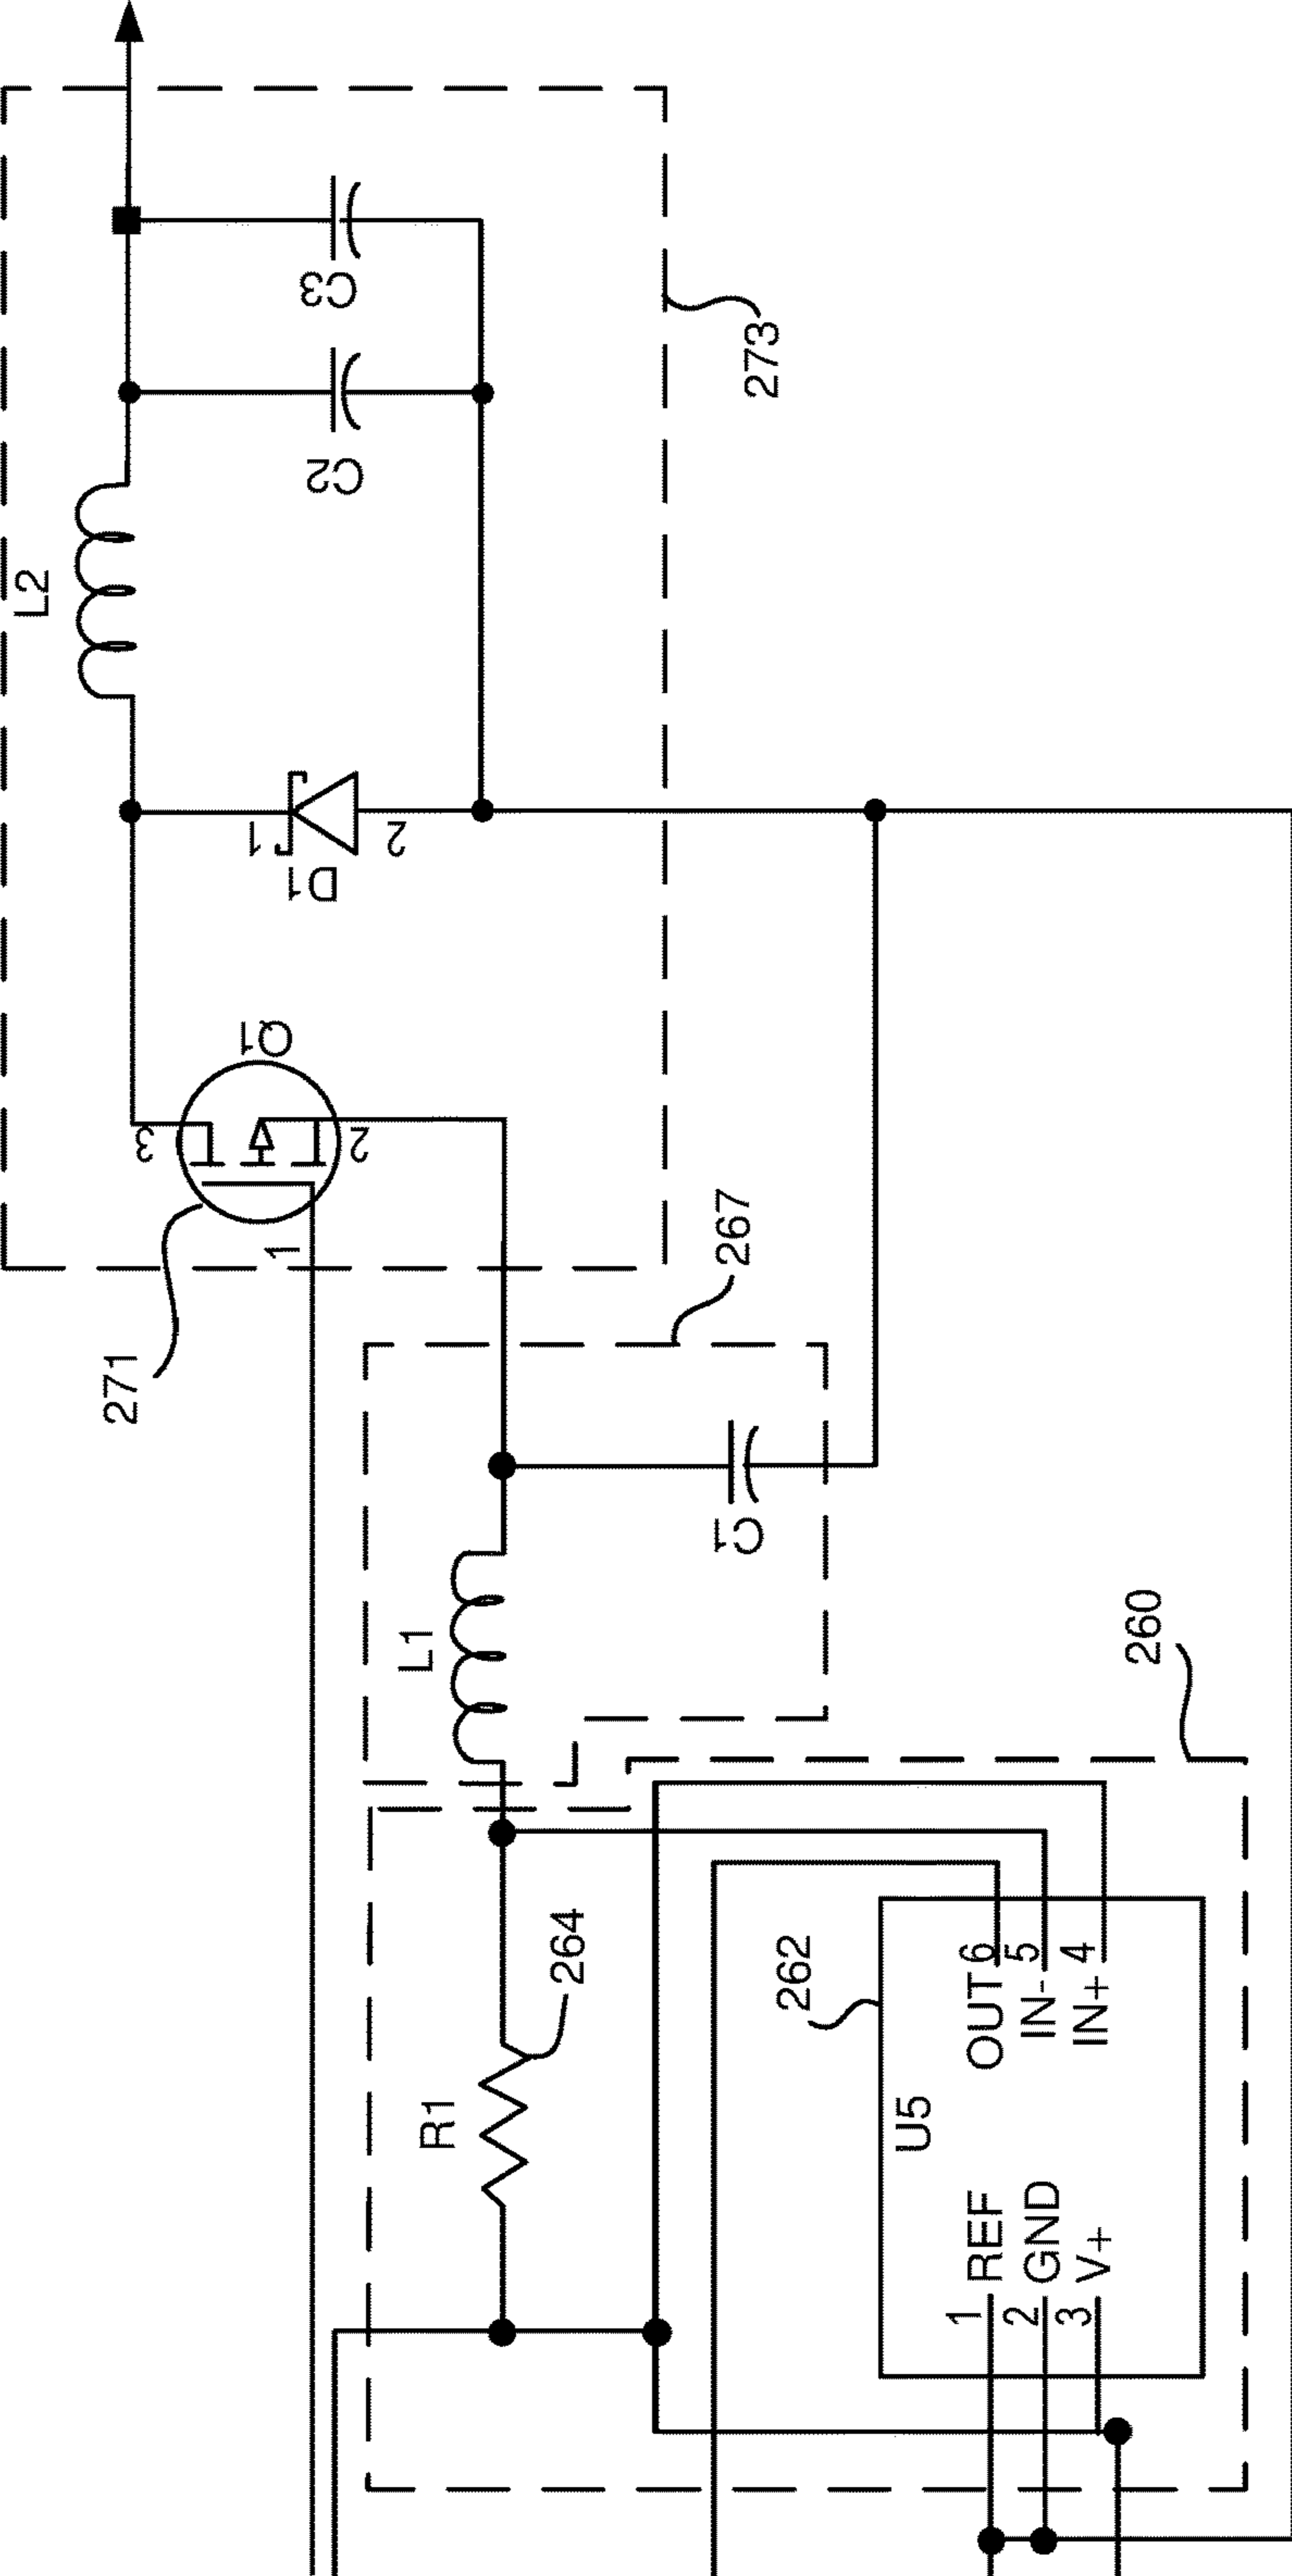 L2
C3
C2
273
1
2
D1
Q1
3
2
1
271
267
L1
C1
260
R1
264
262
U5
OUT 6
IN- 5
IN+ 4
1 REF
2 GND
3 V+